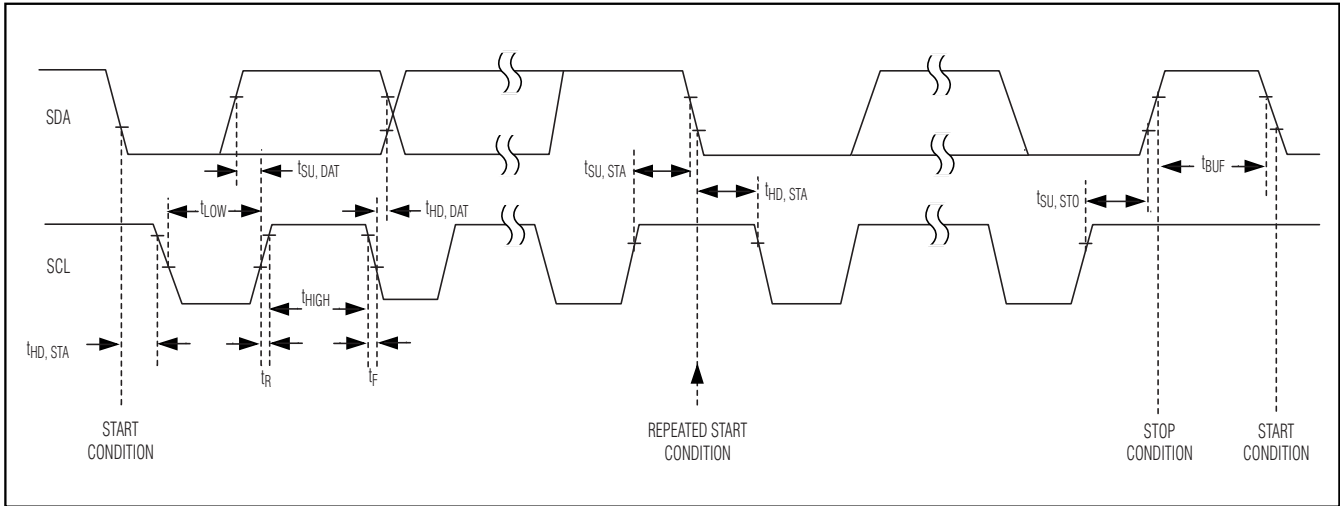 SDA
tSU, DAT
tSU, STA
tBUF
tHD, STA
tLOW
tHD, DAT
tSU, STO
SCL
tHIGH
tHD, STA
tR
tF
START
CONDITION
REPEATED START
CONDITION
STOP
CONDITION
START
CONDITION